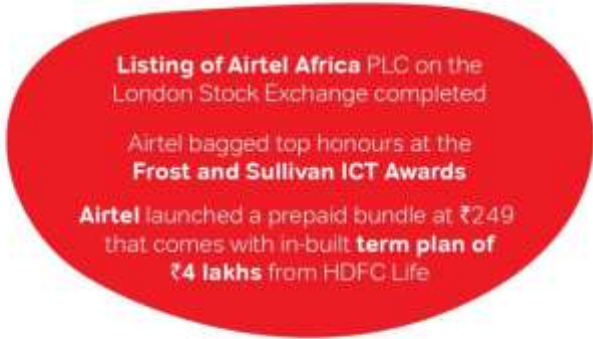 Listing of Airtel Africa PLC on the
London Stock Exchange completed
Airtel bagged top honours at the
Frost and Sullivan ICT Awards
Airtel launched a prepaid bundle at ₹249
that comes with in-built term plan of
₹4 lakhs from HDFC Life